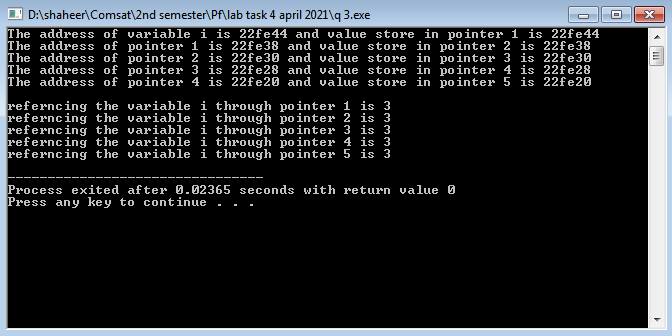 D:\shaheer\Comsat\2nd semester\Pf\lab task 4 april 2021\q 3.exe
The address of variable i is 22fe44 and value store in pointer 1 is 22fe44
The address of pointer 1 is 22fe38 and value store in pointer 2 is 22fe38
The address of pointer 2 is 22fe30 and value store in pointer 3 is 22fe30
The address of pointer 3 is 22fe28 and value store in pointer 4 is 22fe28
The address of pointer 4 is 22fe20 and value store in pointer 5 is 22fe20
referncing the variable i through pointer 1 is 3
referncing the variable i through pointer 2 is 3
referncing the variable i through pointer 3 is 3
referncing the variable i through pointer 4 is 3
referncing the variable i through pointer 5 is 3
--------------------------------
Process exited after 0.02365 seconds with return value 0
Press any key to continue . . .